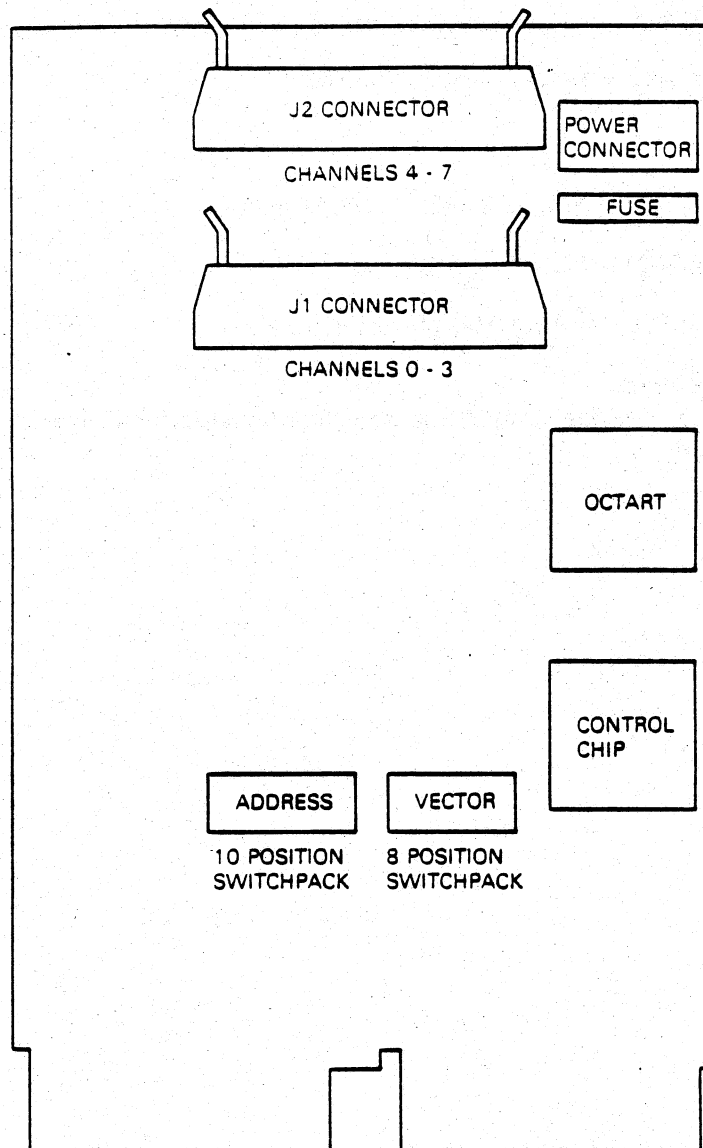 J2 CONNECTOR
POWER
CONNECTOR
CHANNELS 4 - 7
FUSE
J1 CONNECTOR
CHANNELS 0 - 3
OCTART
CONTROL
CHIP
ADDRESS
VECTOR
10 POSITION
SWITCHPACK
8 POSITION
SWITCHPACK